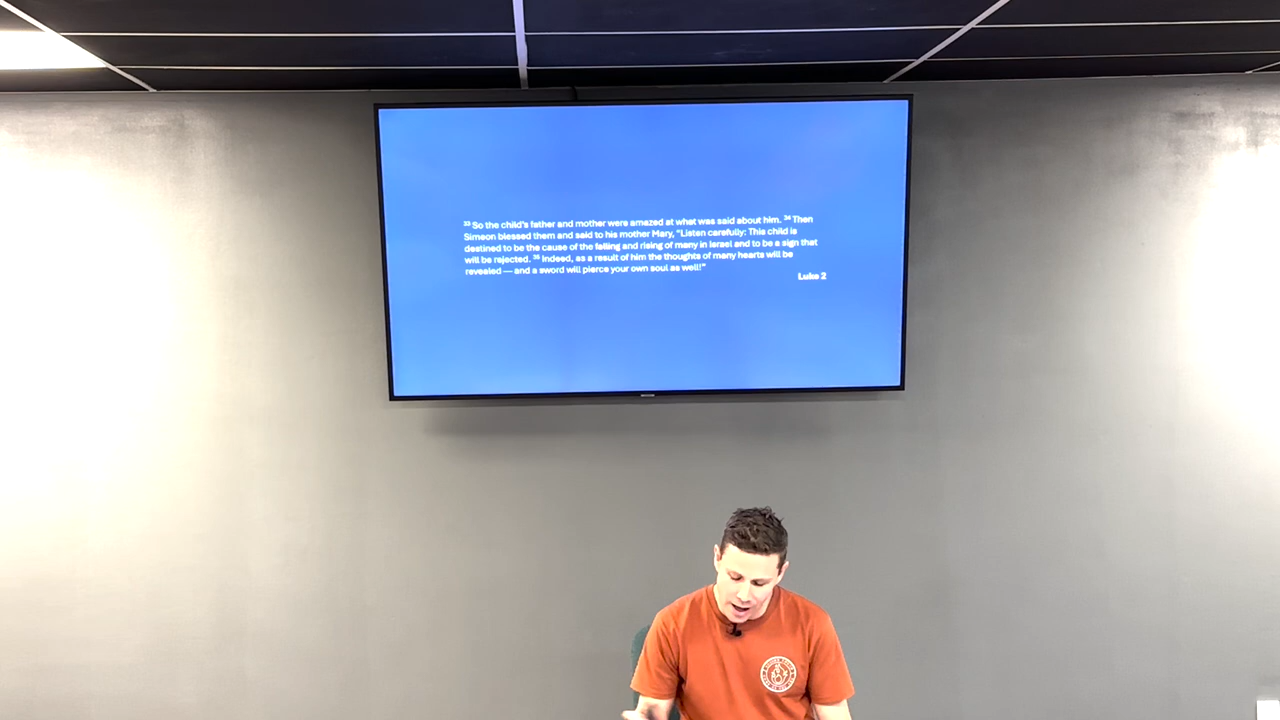 ³³ So the child's father and mother were amazed at what was said about him. ³⁴ Then
Simeon blessed them and said to his mother Mary, “Listen carefully: This child is
destined to be the cause of the falling and rising of many in Israel and to be a sign that
will be rejected. ³⁵ Indeed, as a result of him the thoughts of many hearts will be
revealed — and a sword will pierce your own soul as well!”
Luke 2